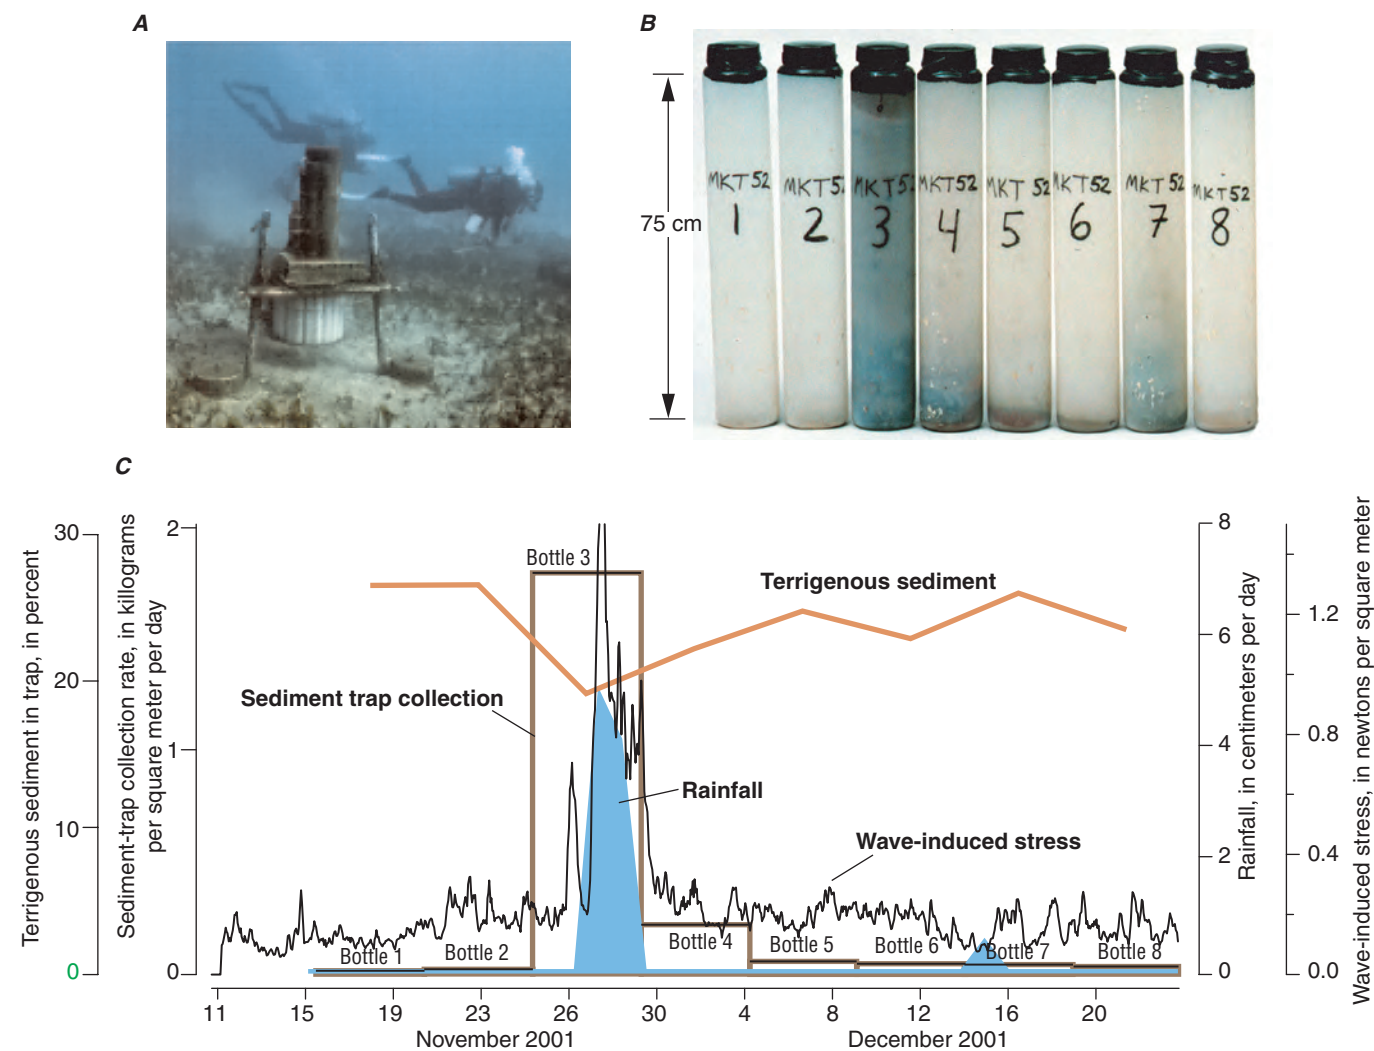 A
B
75 cm
MKT52
1
MKT52
2
MKT52
3
MKT52
4
MKT 52
5
MKT52
6
MKT52
7
MKT52
8
C
Terrigenous sediment in trap, in percent
30
20
10
0
Sediment-trap collection rate, in kilograms
per square meter per day
2
1
0
Bottle 3
Terrigenous sediment
Sediment trap collection
Rainfall
Wave-induced stress
Bottle 1
Bottle 2
Bottle 4
Bottle 5
Bottle 6
Bottle 7
Bottle 8
8
6
4
2
0
Rainfall, in centimeters per day
1.2
0.8
0.4
0.0
Wave-induced stress, in newtons per square meter
11 15 19 23 26 30 4 8 12 16 20
November 2001
December 2001